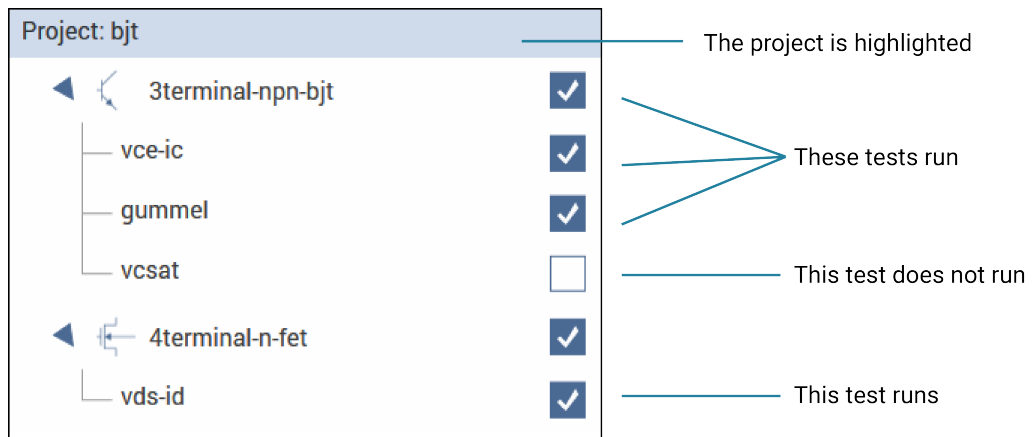 Project: bjt
The project is highlighted
3terminal-npn-bjt
vce-ic
These tests run
gummel
vcsat
This test does not run
4terminal-n-fet
vds-id
This test runs